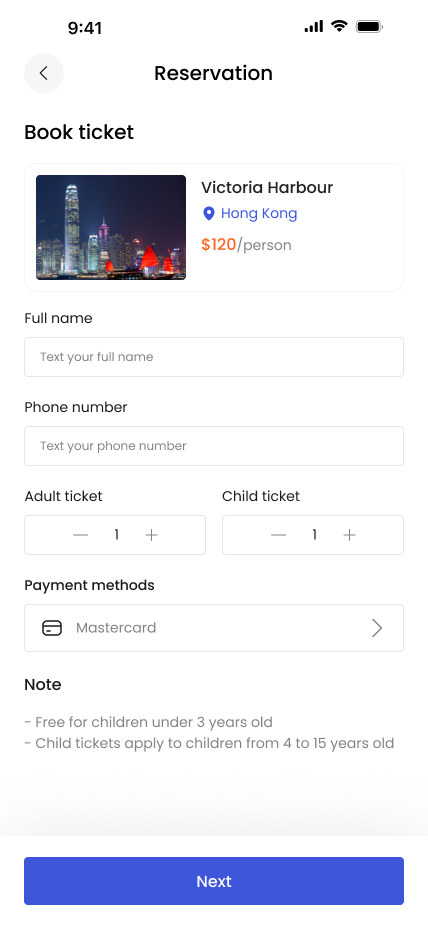 9:41
Reservation
Book ticket
Victoria Harbour
Hong Kong
$120/person
Full name
Text your full name
Phone number
Text your phone number
Adult ticket
Child ticket
— 1 +
— 1 +
Payment methods
Mastercard
Note
- Free for children under 3 years old
- Child tickets apply to children from 4 to 15 years old
Next